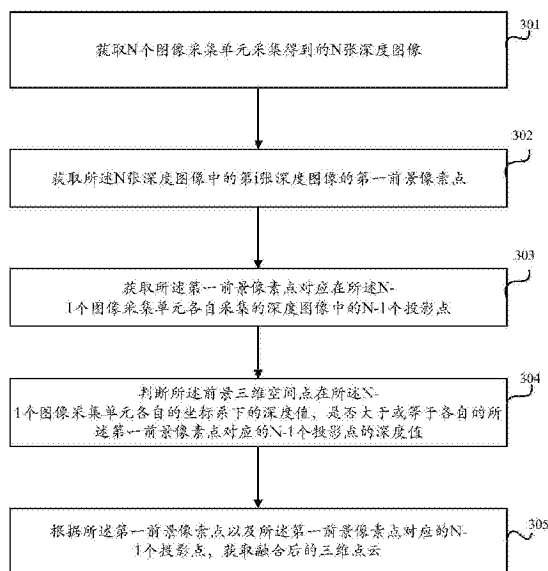 301
获取N个图像采集单元采集得到的N张深度图像
302
获取所述N张深度图像中的第i张深度图像的第一前景像素点
303
获取所述第一前景像素点对应在所述N-
1个图像采集单元各自采集的深度图像中的N-1个投影点
304
判断所述前景三维空间点在所述N-
1个图像采集单元各自的坐标系下的深度值，是否大于或等于各自的所
述第一前景像素点对应的N-1个投影点的深度值
305
根据所述第一前景像素点以及所述第一前景像素点对应的N-
1个投影点，获取融合后的三维点云